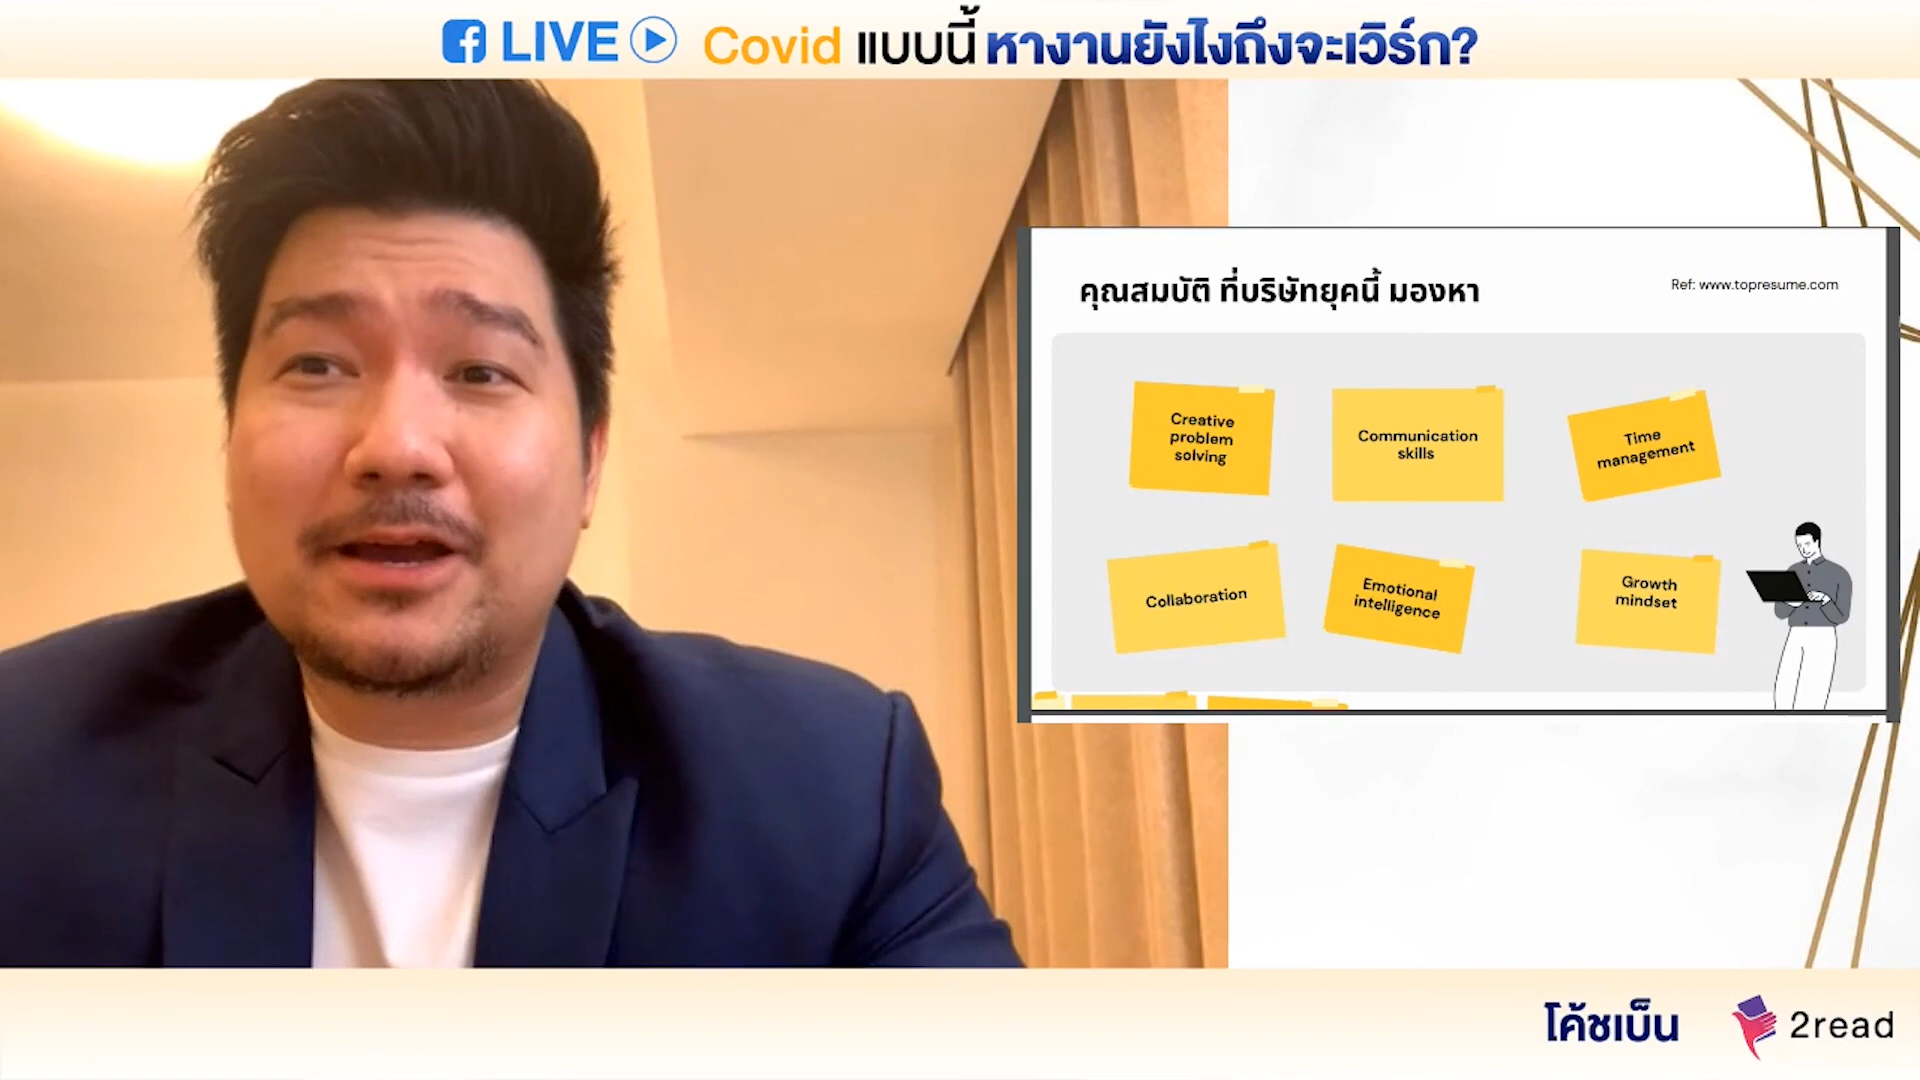 LIVE Covid แบบนี้ หางานยังไงถึงจะเวิร์ก?
คุณสมบัติ ที่บริษัทยุคนี้ มองหา
Ref: www.topresume.com
Creative
problem
solving
Communication
skills
Time
management
Collaboration
Emotional
intelligence
Growth
mindset
โค้ชเบ็น
2read